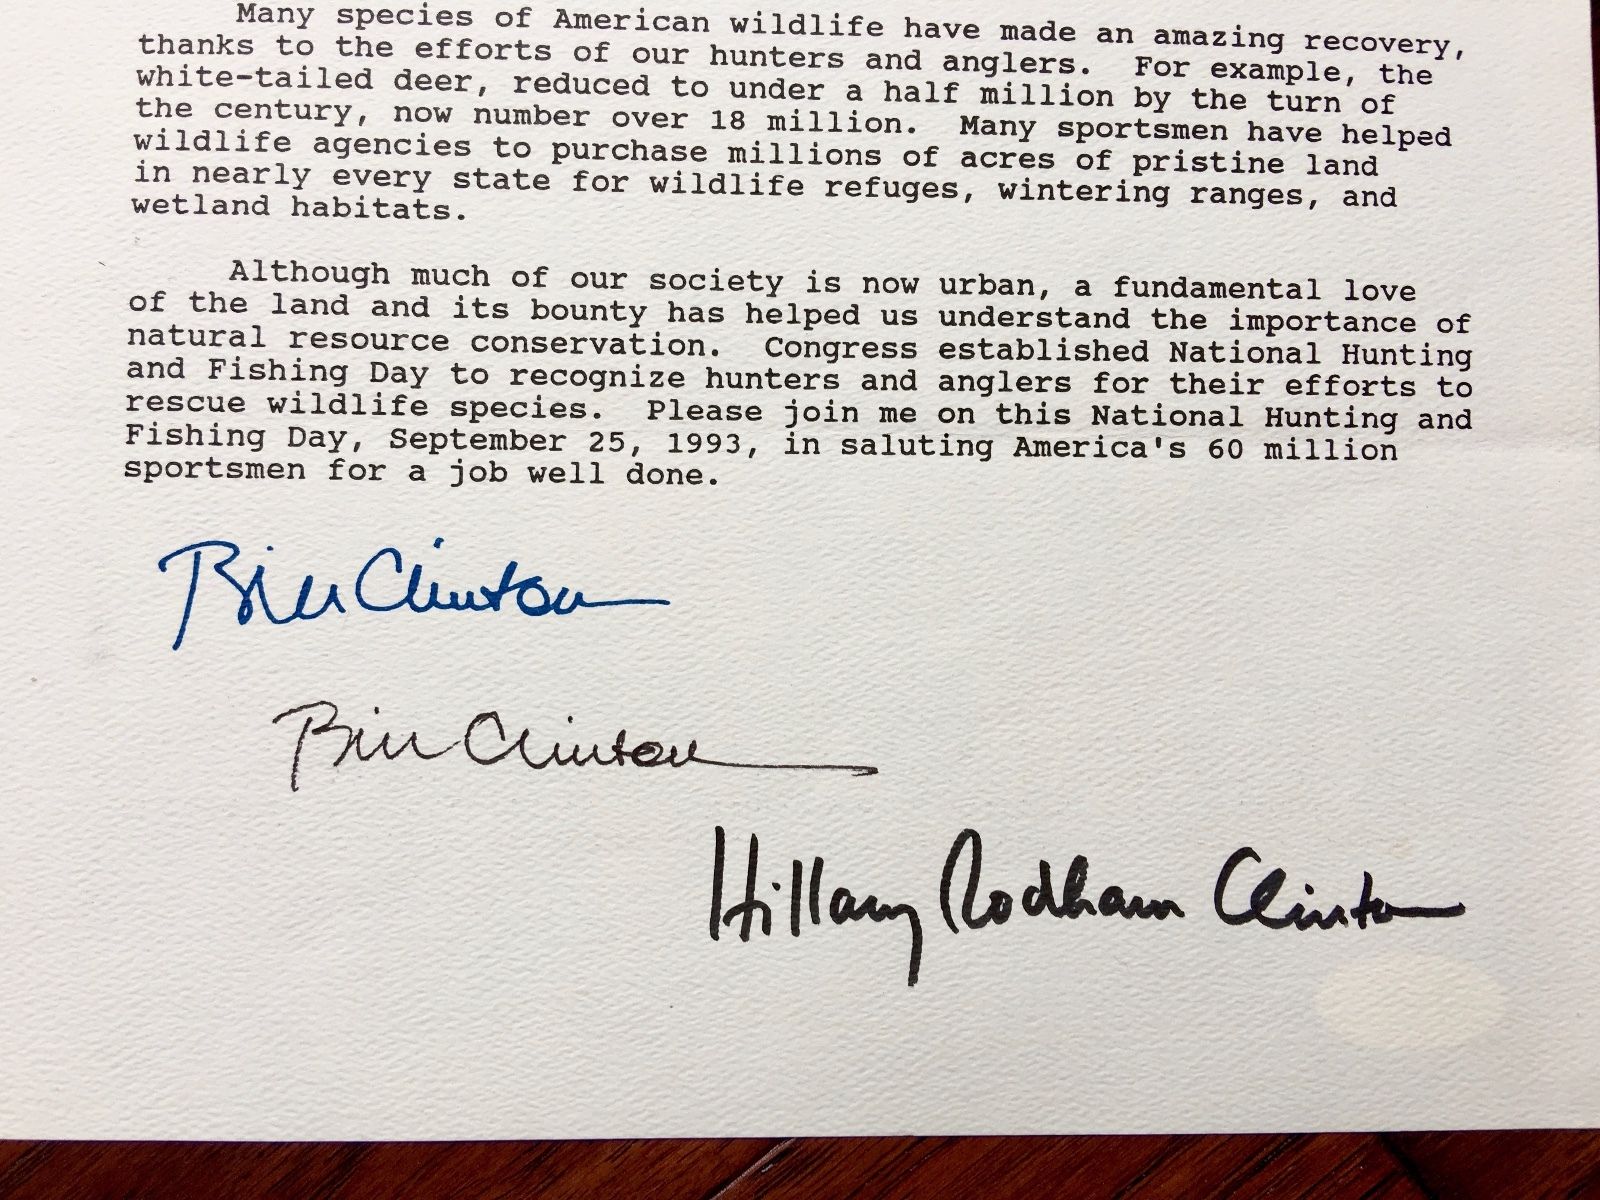 Many species of American wildlife have made an amazing recovery,
thanks to the efforts of our hunters and anglers.  For example, the
white-tailed deer, reduced to under a half million by the turn of
the century, now number over 18 million.  Many sportsmen have helped
wildlife agencies to purchase millions of acres of pristine land
in nearly every state for wildlife refuges, wintering ranges, and
wetland habitats.
Although much of our society is now urban, a fundamental love
of the land and its bounty has helped us understand the importance of
natural resource conservation.  Congress established National Hunting
and Fishing Day to recognize hunters and anglers for their efforts to
rescue wildlife species.  Please join me on this National Hunting and
Fishing Day, September 25, 1993, in saluting America's 60 million
sportsmen for a job well done.
Bill Clinton
Bill Clinton
Hillary Rodham Clinton